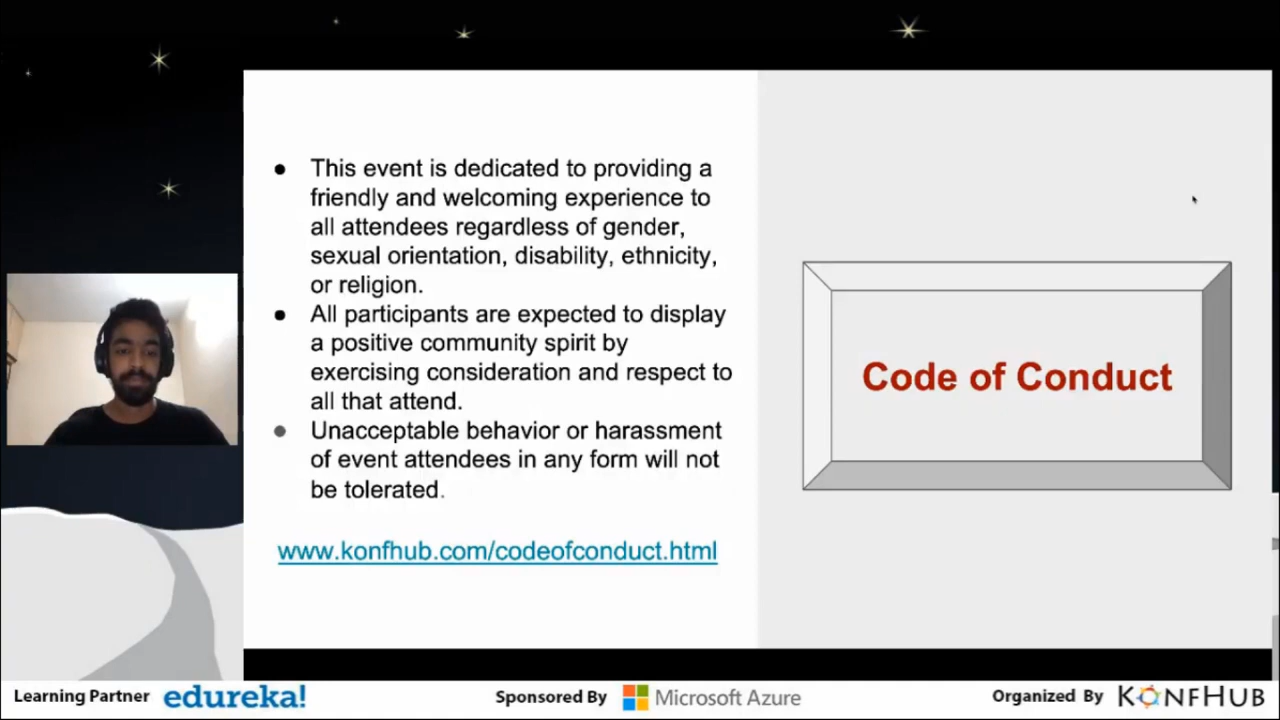 ● This event is dedicated to providing a
friendly and welcoming experience to
all attendees regardless of gender,
sexual orientation, disability, ethnicity,
or religion.
● All participants are expected to display
a positive community spirit by
exercising consideration and respect to
all that attend.
● Unacceptable behavior or harassment
of event attendees in any form will not
be tolerated.
www.konfhub.com/codeofconduct.html
Code of Conduct
Learning Partner edureka!
Sponsored By Microsoft Azure
Organized By KONFHUB